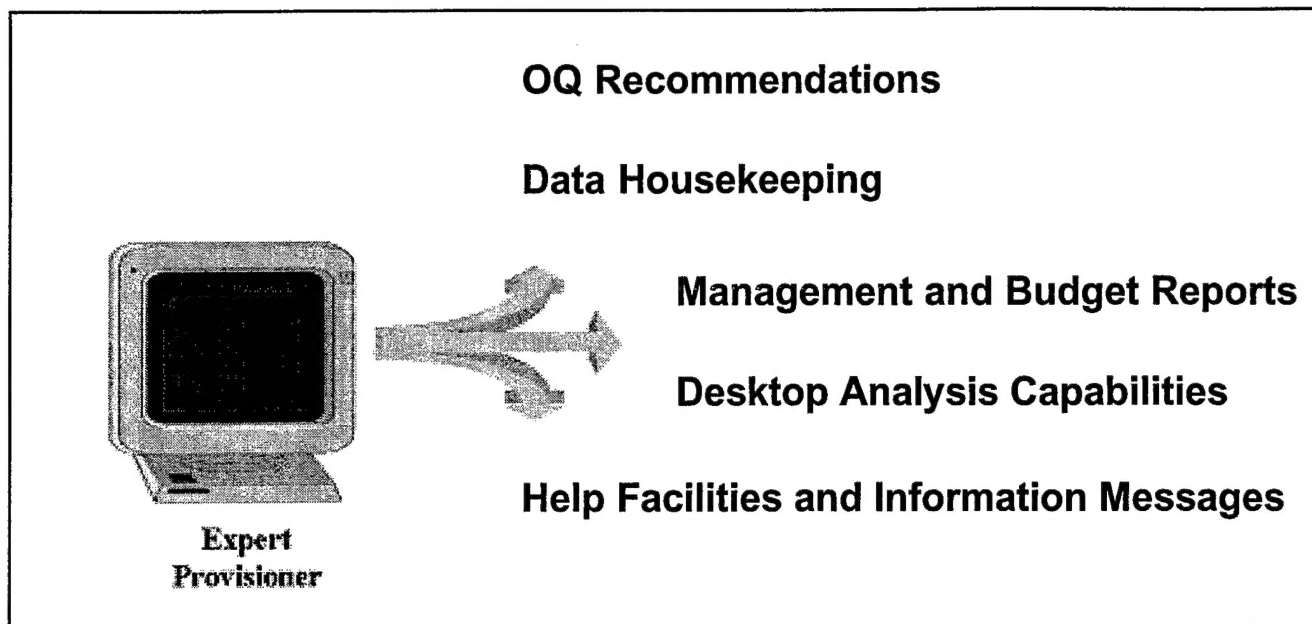 OQ Recommendations
Data Housekeeping
Management and Budget Reports
Desktop Analysis Capabilities
Help Facilities and Information Messages
Expert
Provisioner